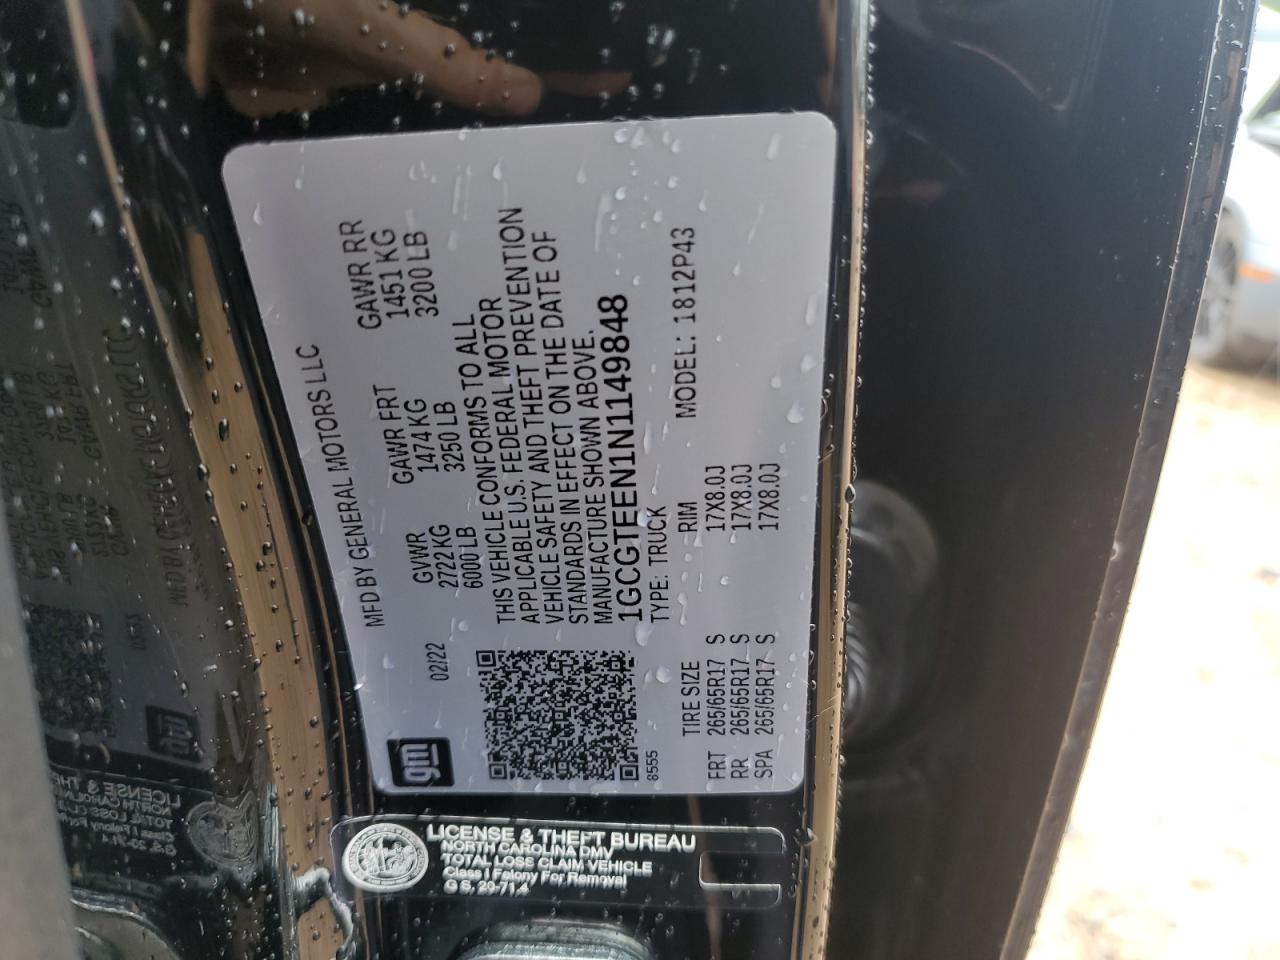 MFD BY GENERAL MOTORS LLC
02/22
GVWR GAWR FRT GAWR RR
2722 KG 1474 KG 1451 KG
6000 LB 3250 LB 3200 LB
THIS VEHICLE CONFORMS TO ALL
APPLICABLE U.S. FEDERAL MOTOR
VEHICLE SAFETY AND THEFT PREVENTION
STANDARDS IN EFFECT ON THE DATE OF
MANUFACTURE SHOWN ABOVE.
1GCGTEEN1N1149848
TYPE: TRUCK MODEL: 1812P43
gm
8555
TIRE SIZE RIM
FRT 265/65R17 S 17X8.0J
RR 265/65R17 S 17X8.0J
SPA 265/65R17 S 17X8.0J
LICENSE & THEFT BUREAU
NORTH CAROLINA DMV
TOTAL LOSS CLAIM VEHICLE
Class I Felony For Removal
G.S. 20-71.4